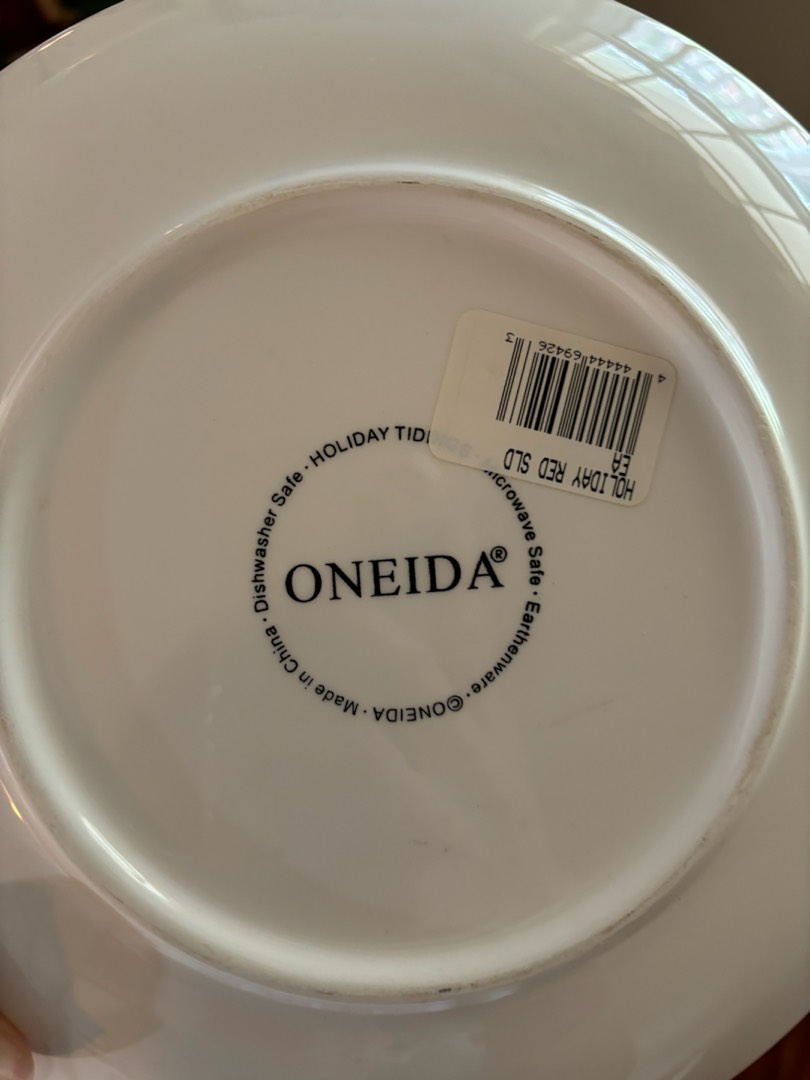 HOLIDAY TIDI
Microwave Safe · Earthenware · ©ONEIDA · Made in China · Dishwasher Safe ·
ONEIDA®
HOLIDAY RED SLD
EA
4 44444 69426 3